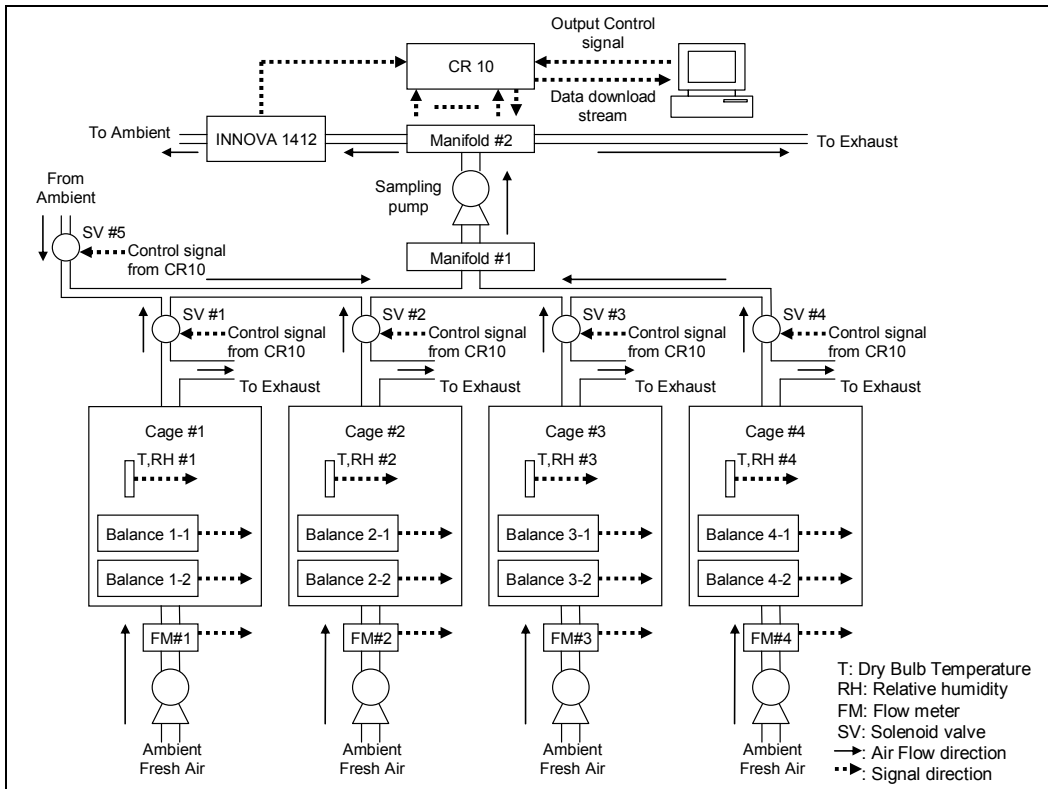 Output Control
signal
CR 10
Data download
stream
To Ambient
INNOVA 1412
Manifold #2
To Exhaust
From
Ambient
Sampling
pump
SV #5
Control signal
from CR10
Manifold #1
SV #1
Control signal
from CR10
SV #2
Control signal
from CR10
SV #3
Control signal
from CR10
SV #4
Control signal
from CR10
To Exhaust
To Exhaust
To Exhaust
To Exhaust
Cage #1
T,RH #1
Balance 1-1
Balance 1-2
Cage #2
T,RH #2
Balance 2-1
Balance 2-2
Cage #3
T,RH #3
Balance 3-1
Balance 3-2
Cage #4
T,RH #4
Balance 4-1
Balance 4-2
FM#1
FM#2
FM#3
FM#4
Ambient
Fresh Air
Ambient
Fresh Air
Ambient
Fresh Air
Ambient
Fresh Air
T: Dry Bulb Temperature
RH: Relative humidity
FM: Flow meter
SV: Solenoid valve
: Air Flow direction
: Signal direction